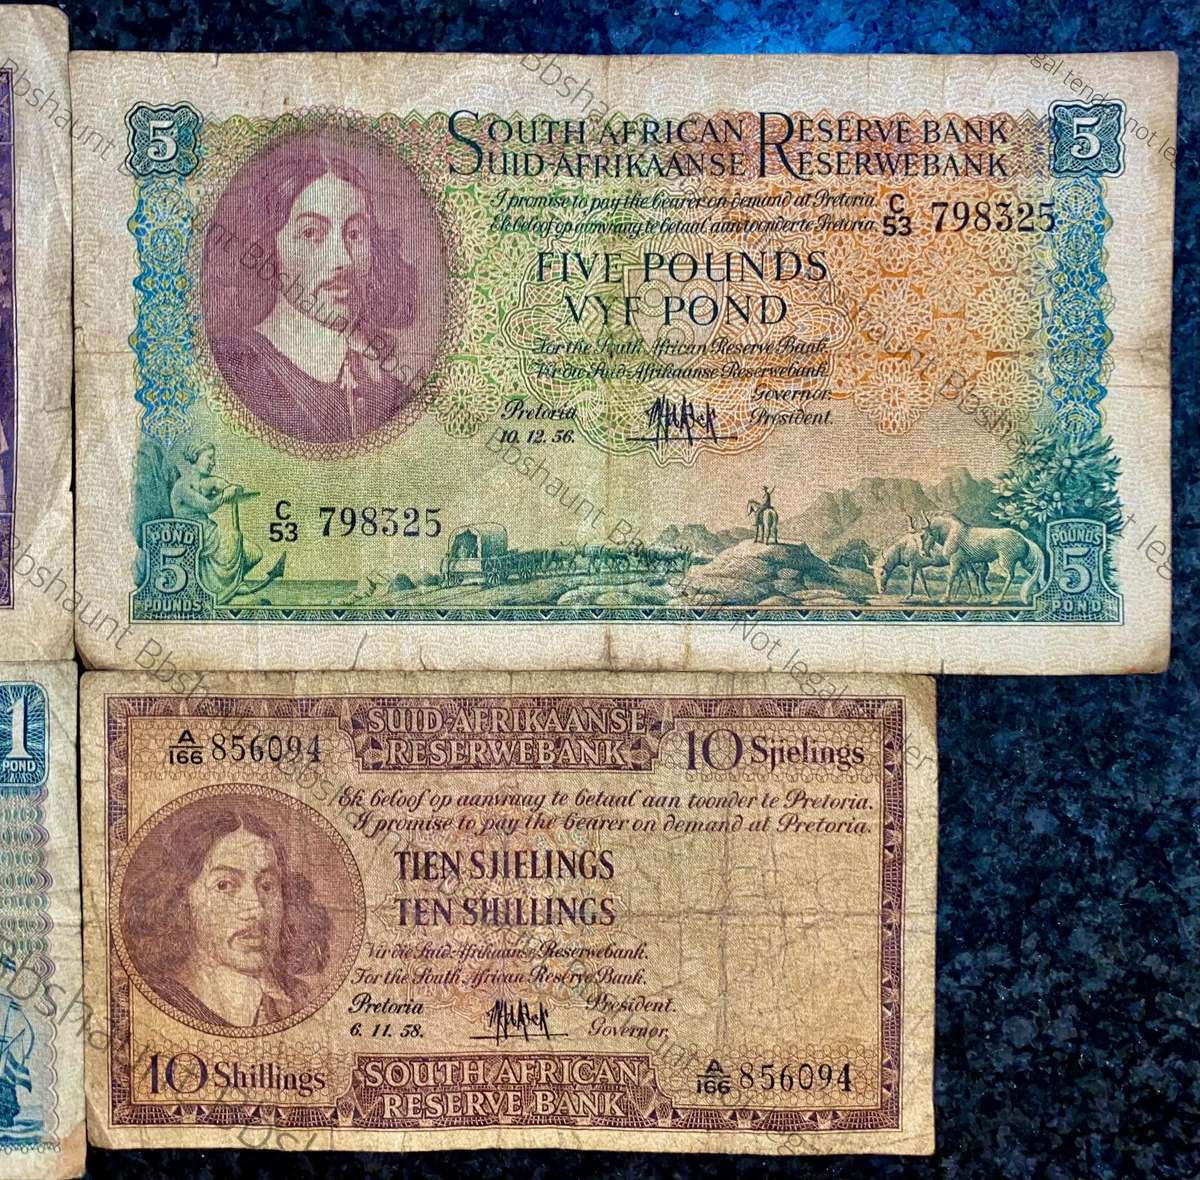 5
SOUTH AFRICAN RESERVE BANK
SUID-AFRIKAANSE RESERWEBANK
5
I promise to pay the bearer on demand at Pretoria.
Ek beloof op aanvraag te betaal aan toonder te Pretoria.
C/53 798325
FIVE POUNDS
VYF POND
For the South African Reserve Bank.
Vir die Suid-Afrikaanse Reserwebank.
Governor.
Pretoria
President.
10. 12. 56.
C/53 798325
POND
5
POUNDS
POUNDS
5
POND
1
POND
A/166 856094
SUID-AFRIKAANSE
RESERWEBANK
10 Sjielings
Ek beloof op aanvraag te betaal aan toonder te Pretoria.
I promise to pay the bearer on demand at Pretoria.
TIEN SJIELINGS
TEN SHILLINGS
Vir die Suid-Afrikaanse Reserwebank.
For the South African Reserve Bank.
Pretoria
President.
6. 11. 58.
Governor.
10 Shillings
SOUTH AFRICAN
RESERVE BANK
A/166 856094